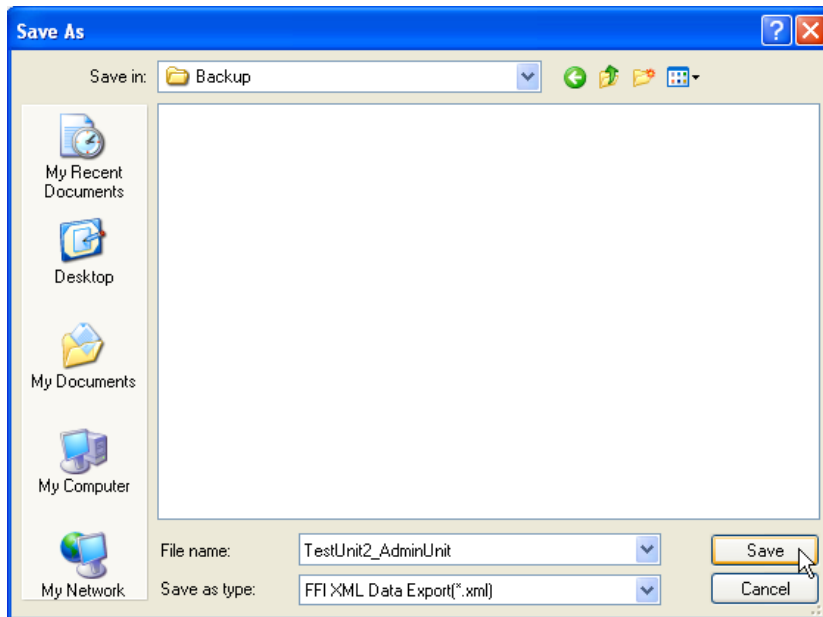 Save As
Save in:
Backup
My Recent
Documents
Desktop
My Documents
My Computer
My Network
File name:
TestUnit2_AdminUnit
Save
Save as type:
FFI XML Data Export(*.xml)
Cancel